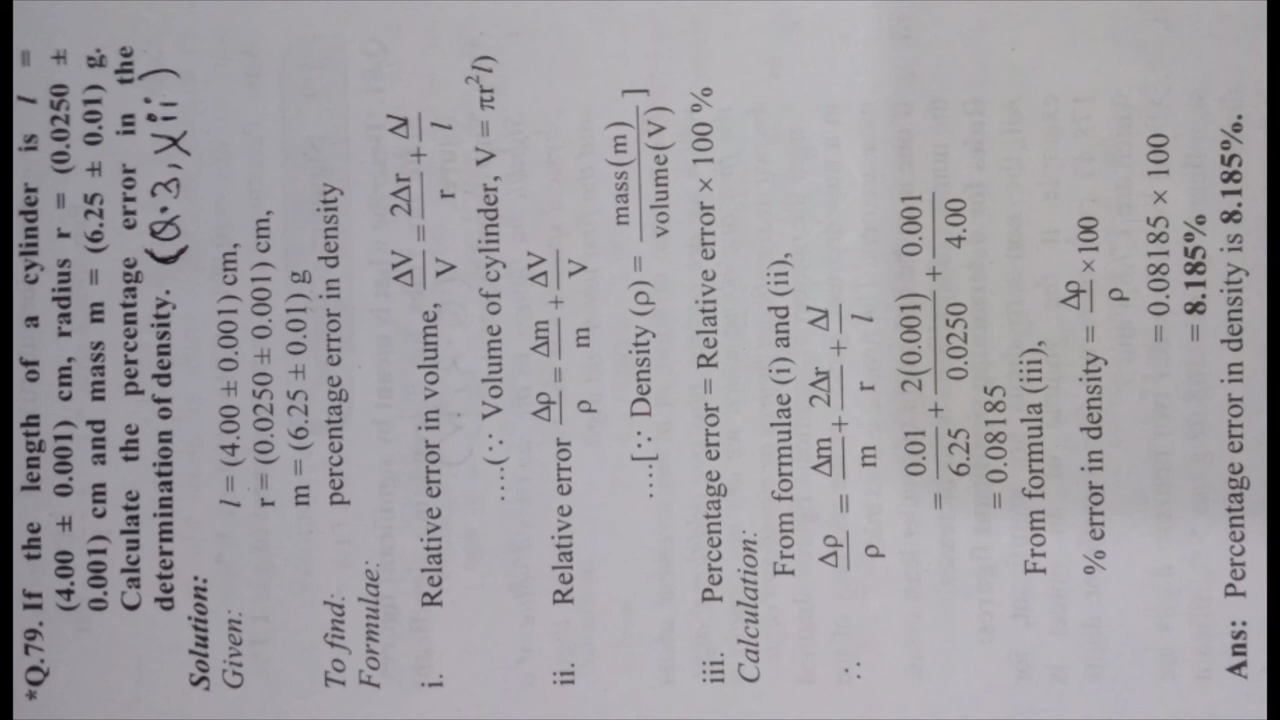 *Q.79. If the length of a cylinder is l =
(4.00 ± 0.001) cm, radius r = (0.0250 ±
0.001) cm and mass m = (6.25 ± 0.01) g.
Calculate the percentage error in the
determination of density. (Q.3, xii)
Solution:
Given: l = (4.00 ± 0.001) cm,
r = (0.0250 ± 0.001) cm,
m = (6.25 ± 0.01) g
To find: percentage error in density
Formulae:
i. Relative error in volume, ΔV/V = 2Δr/r + Δl/l
....(∵ Volume of cylinder, V = πr²l)
ii. Relative error Δρ/ρ = Δm/m + ΔV/V
....[∵ Density (ρ) = mass(m)/volume(V)]
iii. Percentage error = Relative error × 100 %
Calculation:
From formulae (i) and (ii),
∴ Δρ/ρ = Δm/m + 2Δr/r + Δl/l
= 0.01/6.25 + 2(0.001)/0.0250 + 0.001/4.00
= 0.08185
From formula (iii),
% error in density = Δρ/ρ × 100
= 0.08185 × 100
= 8.185%
Ans: Percentage error in density is 8.185%.